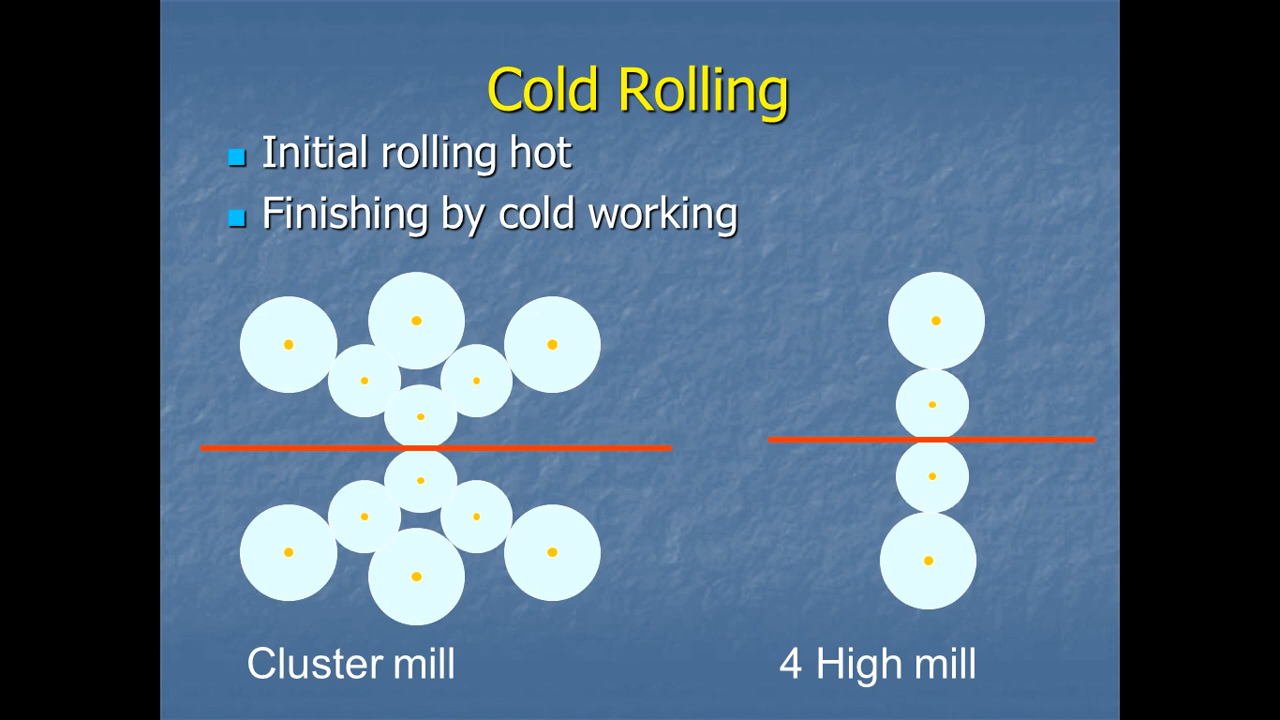 Cold Rolling
Initial rolling hot
Finishing by cold working
Cluster mill
4 High mill